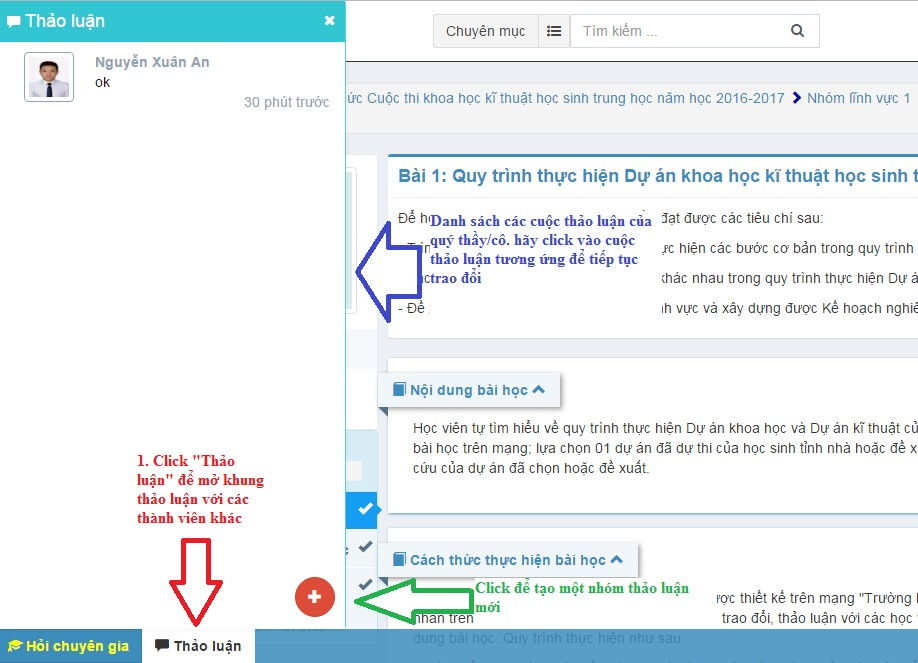 Thảo luận
Nguyễn Xuân An
ok
30 phút trước
Chuyên mục
Tìm kiếm ...
ức Cuộc thi khoa học kĩ thuật học sinh trung học năm học 2016-2017 Nhóm lĩnh vực 1
Bài 1: Quy trình thực hiện Dự án khoa học kĩ thuật học sinh t
đạt được các tiêu chí sau:
ực hiện các bước cơ bản trong quy trình
khác nhau trong quy trình thực hiện Dự á
- Đề
h vực và xây dựng được Kế hoạch nghiê
Danh sách các cuộc thảo luận của
quý thầy/cô. hãy click vào cuộc
thảo luận tương ứng để tiếp tục
trao đổi
Nội dung bài học
Học viên tự tìm hiểu về quy trình thực hiện Dự án khoa học và Dự án kĩ thuật củ
bài học trên mạng; lựa chọn 01 dự án đã dự thi của học sinh tỉnh nhà hoặc đề x
cứu của dự án đã chọn hoặc đề xuất.
1. Click "Thảo
luận" để mở khung
thảo luận với các
thành viên khác
Cách thức thực hiện bài học
Click để tạo một nhóm thảo luận
mới
ược thiết kế trên mạng "Trường
nhân trên
trao đổi, thảo luận với các học
dung bài học. Quy trình thực hiện như sau:
Hỏi chuyên gia
Thảo luận